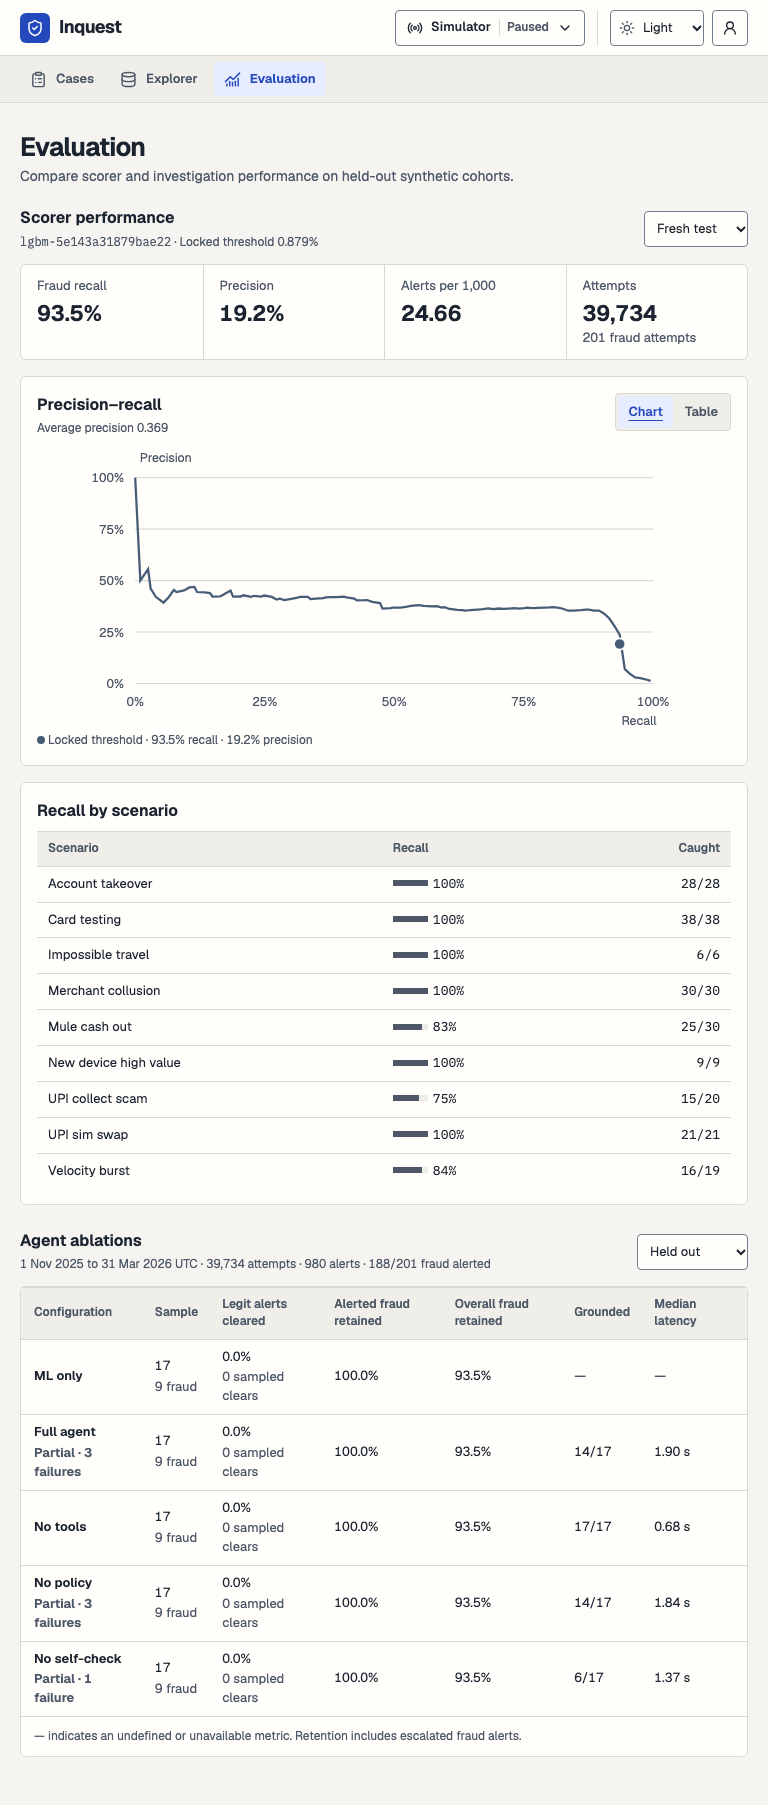 Inquest
Simulator Paused
Light
Cases
Explorer
Evaluation
Evaluation
Compare scorer and investigation performance on held-out synthetic cohorts.
Scorer performance
lgbm-5e143a31879bae22 · Locked threshold 0.879%
Fresh test
Fraud recall
93.5%
Precision
19.2%
Alerts per 1,000
24.66
Attempts
39,734
201 fraud attempts
Precision–recall
Average precision 0.369
Chart
Table
Precision
100%
75%
50%
25%
0%
0% 25% 50% 75% 100%
Recall
Locked threshold · 93.5% recall · 19.2% precision
Recall by scenario
Scenario Recall Caught
Account takeover 100% 28/28
Card testing 100% 38/38
Impossible travel 100% 6/6
Merchant collusion 100% 30/30
Mule cash out 83% 25/30
New device high value 100% 9/9
UPI collect scam 75% 15/20
UPI sim swap 100% 21/21
Velocity burst 84% 16/19
Agent ablations
1 Nov 2025 to 31 Mar 2026 UTC · 39,734 attempts · 980 alerts · 188/201 fraud alerted
Held out
Configuration
Sample
Legit alerts
cleared
Alerted fraud
retained
Overall fraud
retained
Grounded
Median
latency
ML only
17
9 fraud
0.0%
0 sampled
clears
100.0%
93.5%
—
—
Full agent
Partial · 3
failures
17
9 fraud
0.0%
0 sampled
clears
100.0%
93.5%
14/17
1.90 s
No tools
17
9 fraud
0.0%
0 sampled
clears
100.0%
93.5%
17/17
0.68 s
No policy
Partial · 3
failures
17
9 fraud
0.0%
0 sampled
clears
100.0%
93.5%
14/17
1.84 s
No self-check
Partial · 1
failure
17
9 fraud
0.0%
0 sampled
clears
100.0%
93.5%
6/17
1.37 s
— indicates an undefined or unavailable metric. Retention includes escalated fraud alerts.